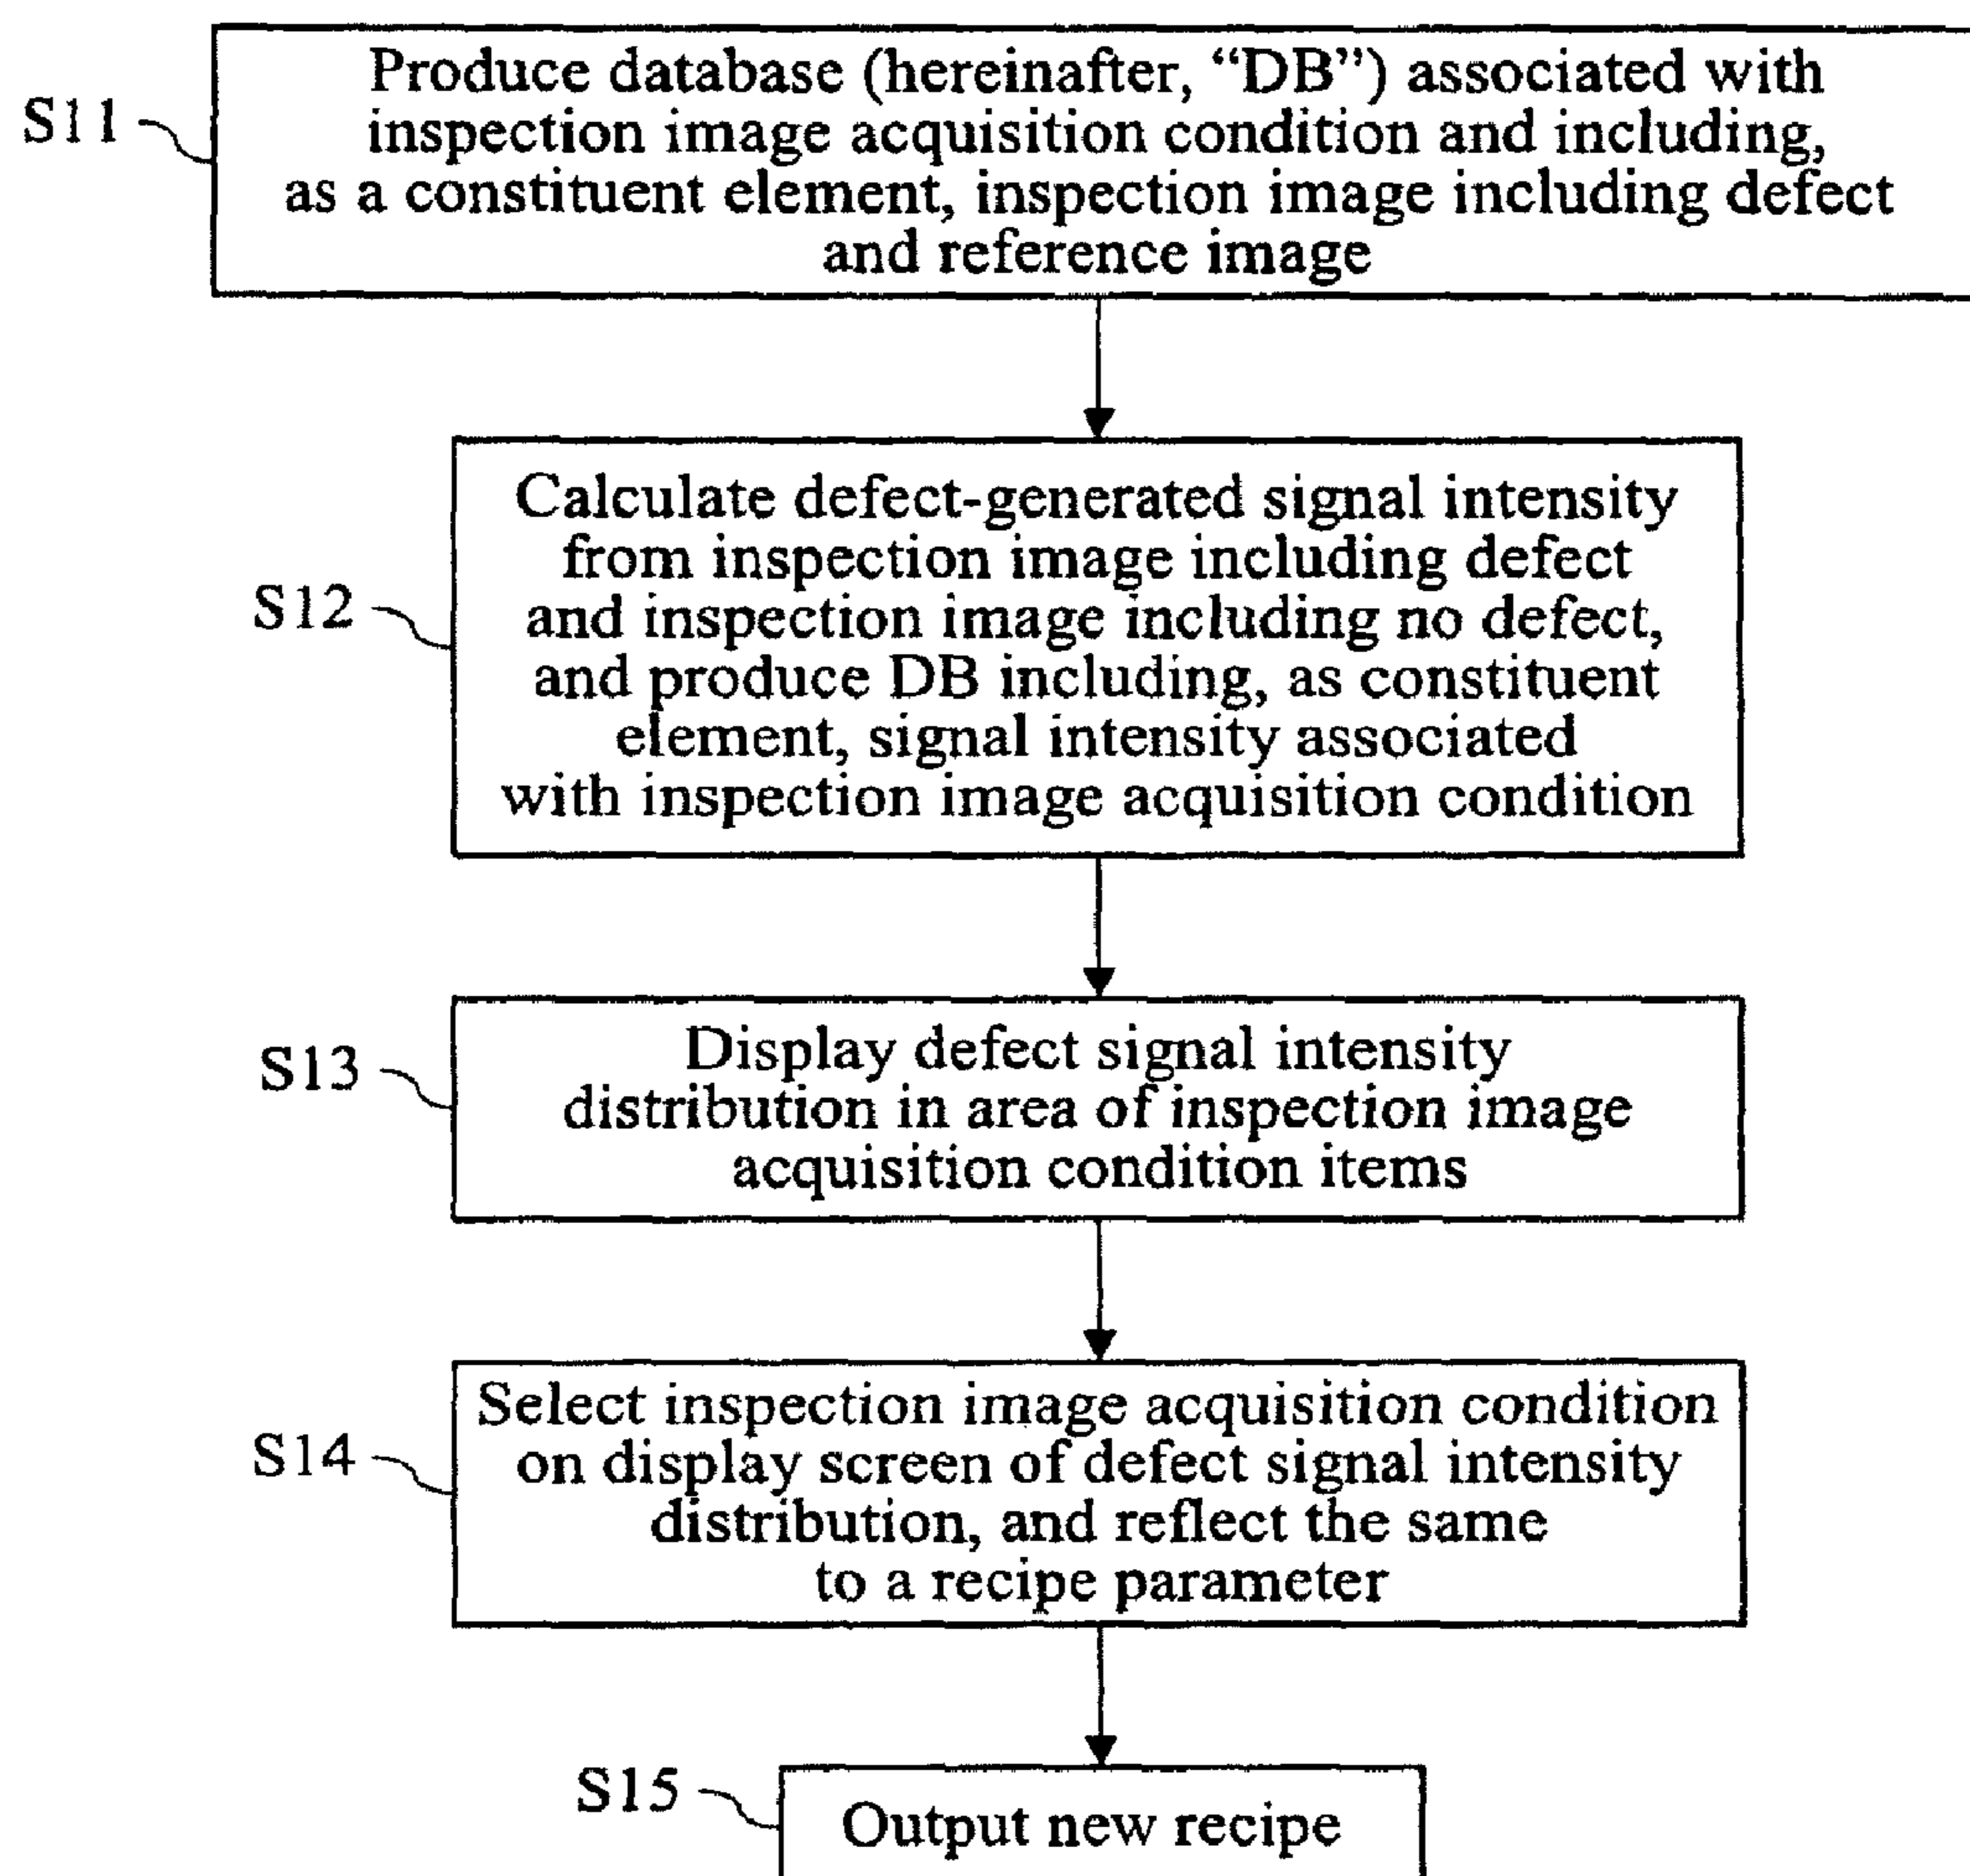 S11
Produce database (hereinafter, “DB”) associated with
inspection image acquisition condition and including,
as a constituent element, inspection image including defect
and reference image
S12
Calculate defect-generated signal intensity
from inspection image including defect
and inspection image including no defect,
and produce DB including, as constituent
element, signal intensity associated
with inspection image acquisition condition
S13
Display defect signal intensity
distribution in area of inspection image
acquisition condition items
S14
Select inspection image acquisition condition
on display screen of defect signal intensity
distribution, and reflect the same
to a recipe parameter
S15
Output new recipe